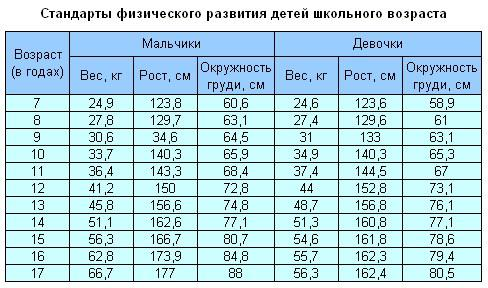 Стандарты физического развития детей школьного возраста
Возраст (в годах) Мальчики Девочки
Вес, кг Рост, см Окружность груди, см Вес, кг Рост, см Окружность груди, см
7 24,9 123,8 60,6 24,6 123,6 58,9
8 27,8 129,7 63,1 27,4 129,6 61
9 30,6 34,6 64,5 31 133 63,1
10 33,7 140,3 65,9 34,9 140,3 65,3
11 36,4 143,3 68,4 37,4 144,5 67
12 41,2 150 72,8 44 152,8 73,1
13 45,8 156,6 74,8 48,7 156,8 76,1
14 51,1 162,6 77,1 51,3 160,8 77,1
15 56,3 166,7 80,7 54,6 161,8 78,6
16 62,8 173,9 84,8 55,7 162,3 79,4
17 66,7 177 88 56,3 162,4 80,5